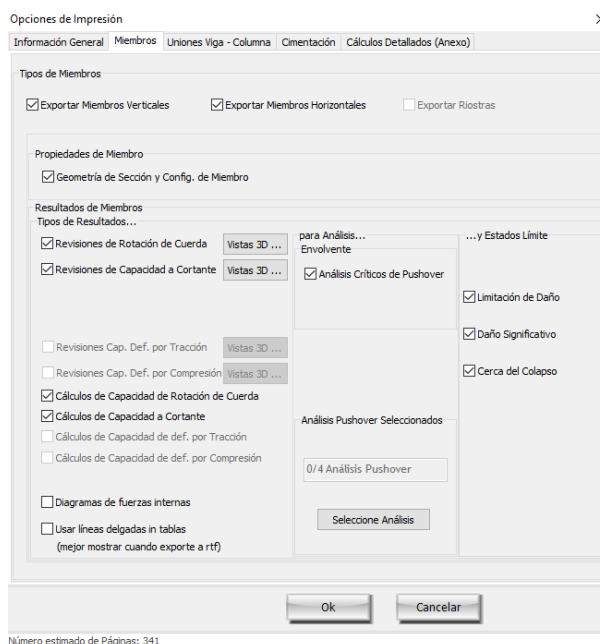 Opciones de Impresión
Información General Miembros Uniones Viga - Columna Cimentación Cálculos Detallados (Anexo)
Tipos de Miembros
Exportar Miembros Verticales Exportar Miembros Horizontales Exportar Riostras
Propiedades de Miembro
Geometría de Sección y Config. de Miembro
Resultados de Miembros
Tipos de Resultados...
para Análisis...
...y Estados Límite
Envolvente
Revisiones de Rotación de Cuerda Vistas 3D ...
Revisiones de Capacidad a Cortante Vistas 3D ...
Análisis Críticos de Pushover
Limitación de Daño
Daño Significativo
Cerca del Colapso
Revisiones Cap. Def. por Tracción Vistas 3D ...
Revisiones Cap. Def. por Compresión Vistas 3D ...
Cálculos de Capacidad de Rotación de Cuerda
Cálculos de Capacidad a Cortante
Cálculos de Capacidad de def. por Tracción
Cálculos de Capacidad de def. por Compresión
Análisis Pushover Seleccionados
0/4 Análisis Pushover
Seleccione Análisis
Diagramas de fuerzas internas
Usar líneas delgadas in tablas
(mejor mostrar cuando exporte a rtf)
Ok Cancelar
Número estimado de Páginas: 341